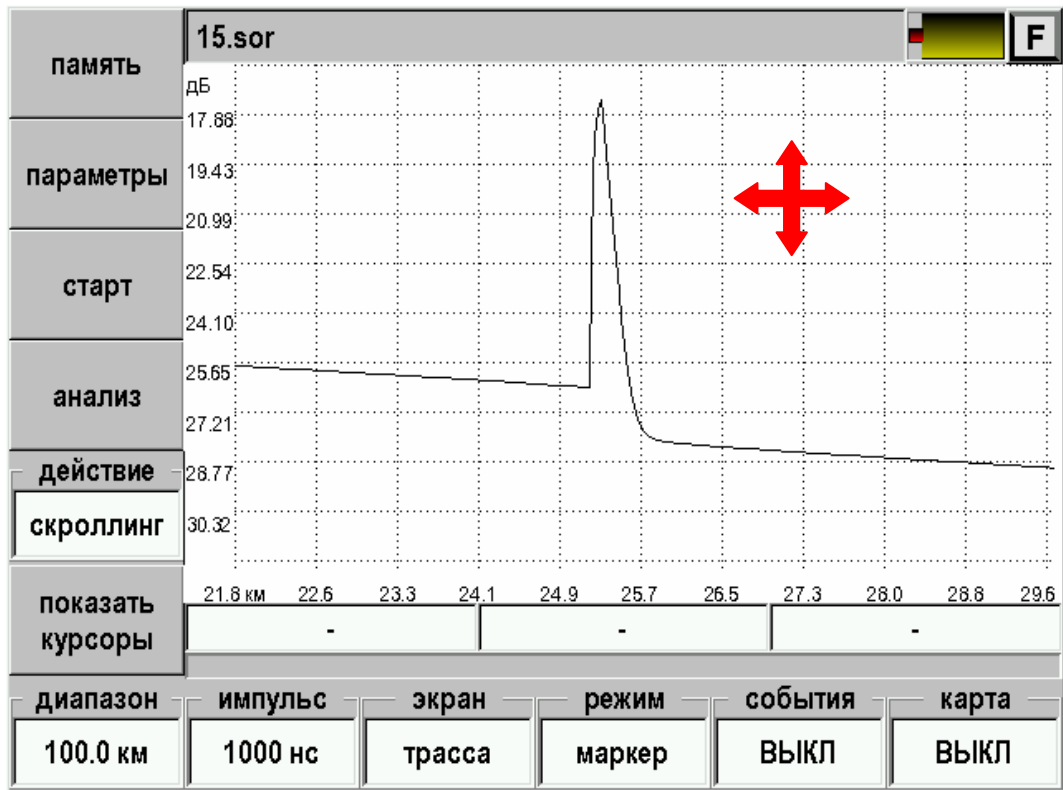 память
15.sor
F
дБ
17.88
параметры
19.43
20.99
22.54
старт
24.10
25.65
анализ
27.21
действие
28.77
скроллинг
30.32
21.8 км 22.6 23.3 24.1 24.9 25.7 26.5 27.3 28.0 28.8 29.6
показать
курсоры
- - -
диапазон импульс экран режим события карта
100.0 км 1000 нс трасса маркер ВЫКЛ ВЫКЛ